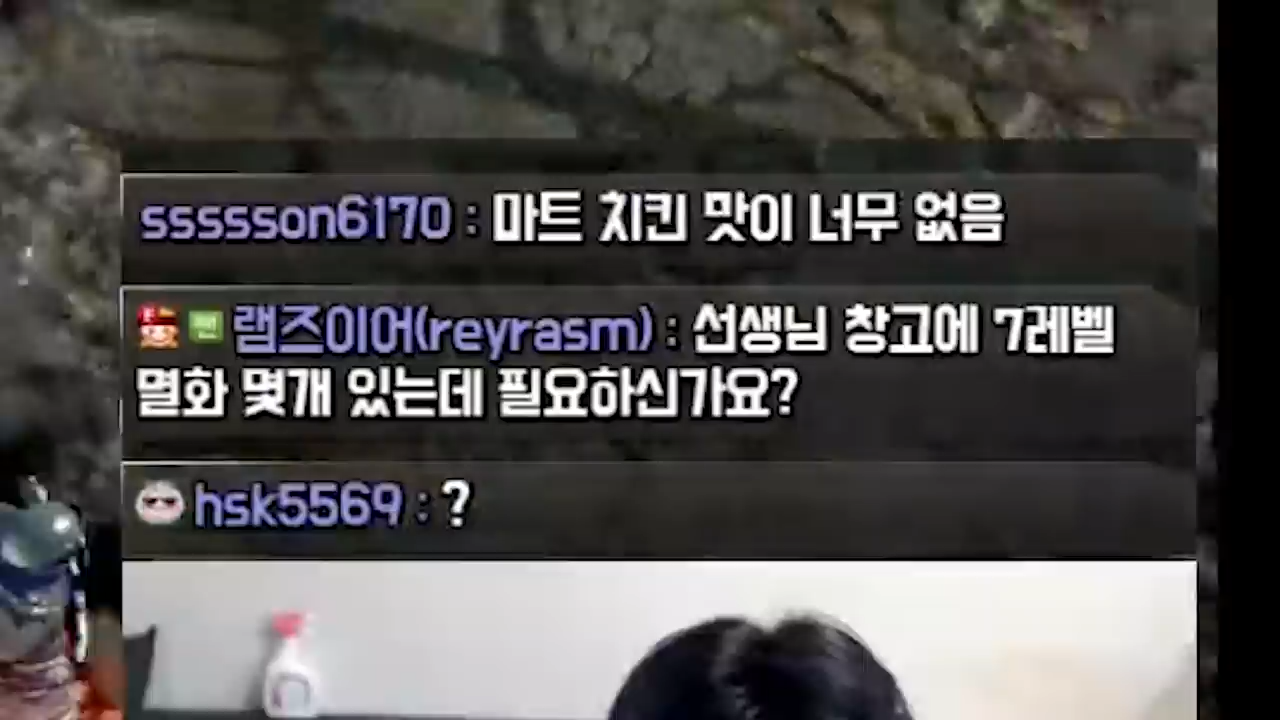 ssssson6170 : 마트 치킨 맛이 너무 없음
램즈이어(reyrasm) : 선생님 창고에 7레벨
멸화 몇개 있는데 필요하신가요?
hsk5569 : ?